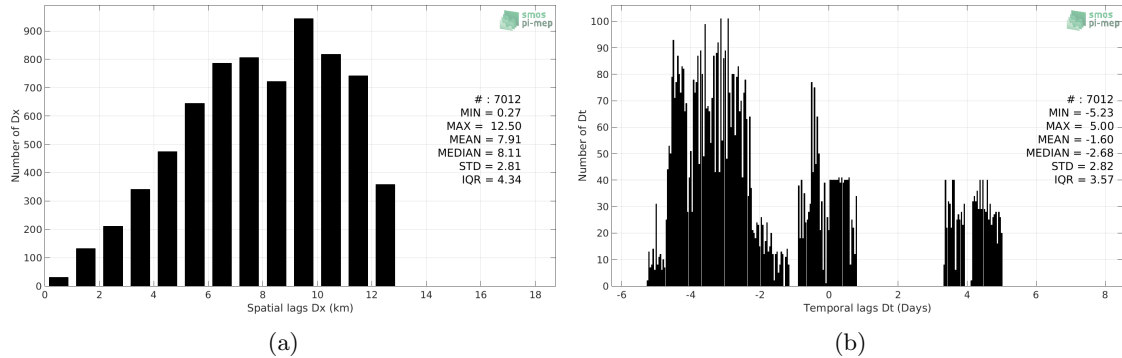 smos
pi-mep
900
800
700
600
500
400
300
200
100
0
Number of Dx
# : 7012
MIN = 0.27
MAX = 12.50
MEAN = 7.91
MEDIAN = 8.11
STD = 2.81
IQR = 4.34
0 2 4 6 8 10 12 14 16 18
Spatial lags Dx (km)
(a)
smos
pi-mep
100
90
80
70
60
50
40
30
20
10
0
Number of Dt
# : 7012
MIN = -5.23
MAX = 5.00
MEAN = -1.60
MEDIAN = -2.68
STD = 2.82
IQR = 3.57
-6 -4 -2 0 2 4 6 8
Temporal lags Dt (Days)
(b)